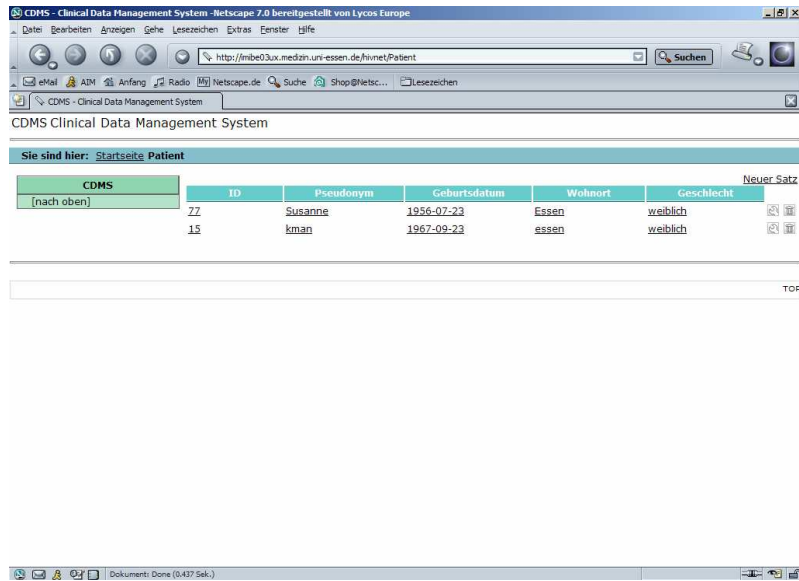 CDMS - Clinical Data Management System -Netscape 7.0 bereitgestellt von Lycos Europe
Datei Bearbeiten Anzeigen Gehe Lesezeichen Extras Fenster Hilfe
http://mibe03ux.medizin.uni-essen.de/hivnet/Patient Suchen
eMail AIM Anfang Radio My Netscape.de Suche Shop@Netsc... Lesezeichen
CDMS - Clinical Data Management System
CDMS Clinical Data Management System
Sie sind hier: Startseite Patient
Neuer Satz
CDMS
[nach oben]
ID Pseudonym Geburtsdatum Wohnort Geschlecht
77 Susanne 1956-07-23 Essen weiblich
15 kman 1967-09-23 essen weiblich
TOP
Dokument: Done (0.437 Sek.)